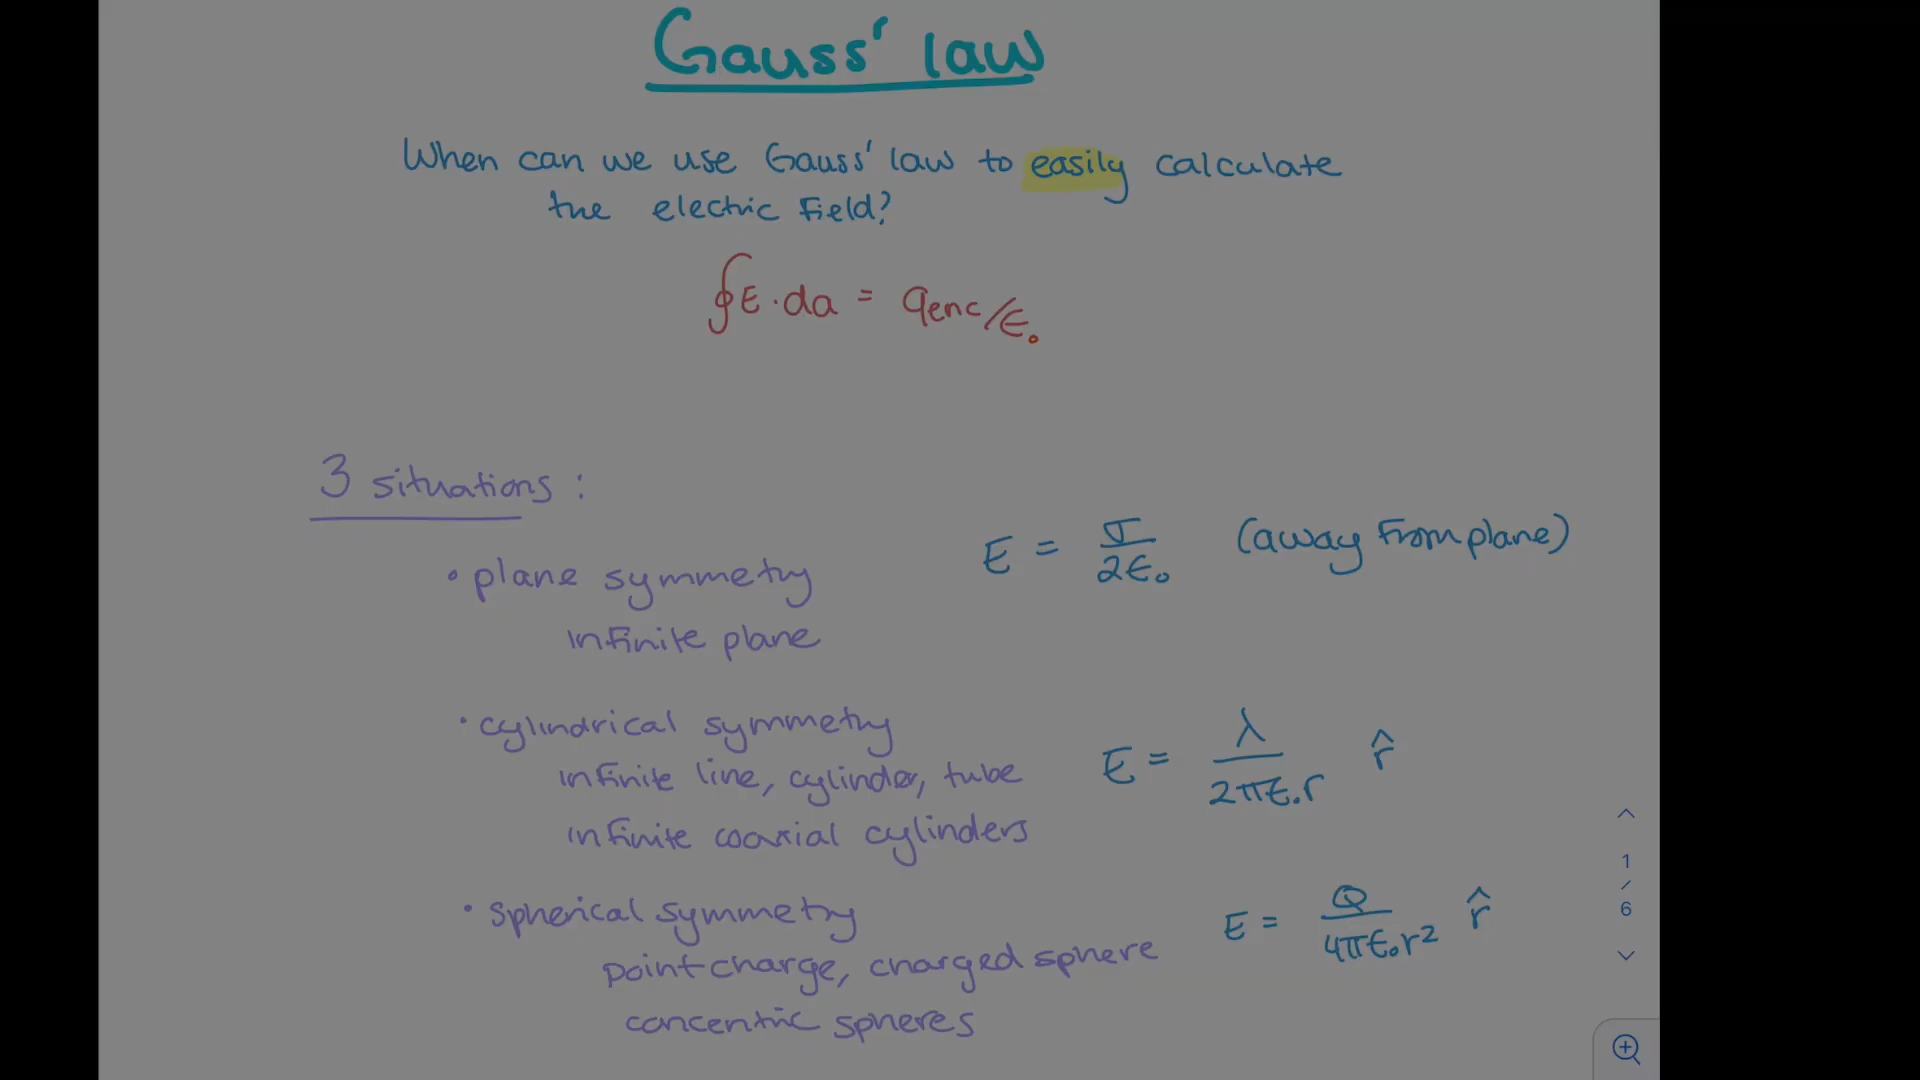 Gauss' law
When can we use Gauss' law to easily calculate
the electric field?
∮E·da = qenc/ε₀
3 situations:
• plane symmetry
E = σ/2ε₀ (away from plane)
infinite plane
• cylindrical symmetry
infinite line, cylinder, tube
E = λ/2πε₀r r̂
infinite coaxial cylinders
• spherical symmetry
E = Q/4πε₀r² r̂
point charge, charged sphere
concentric spheres
1
/
6